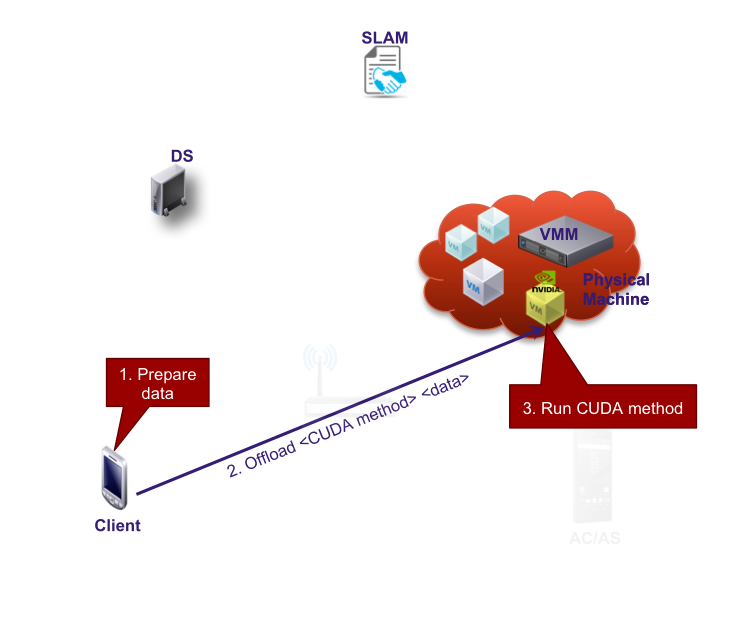 SLAM
DS
VMM
VM
VM
VM
NVIDIA
VM
Physical
Machine
1. Prepare
data
2. Offload <CUDA method> <data>
3. Run CUDA method
Client
AC/AS